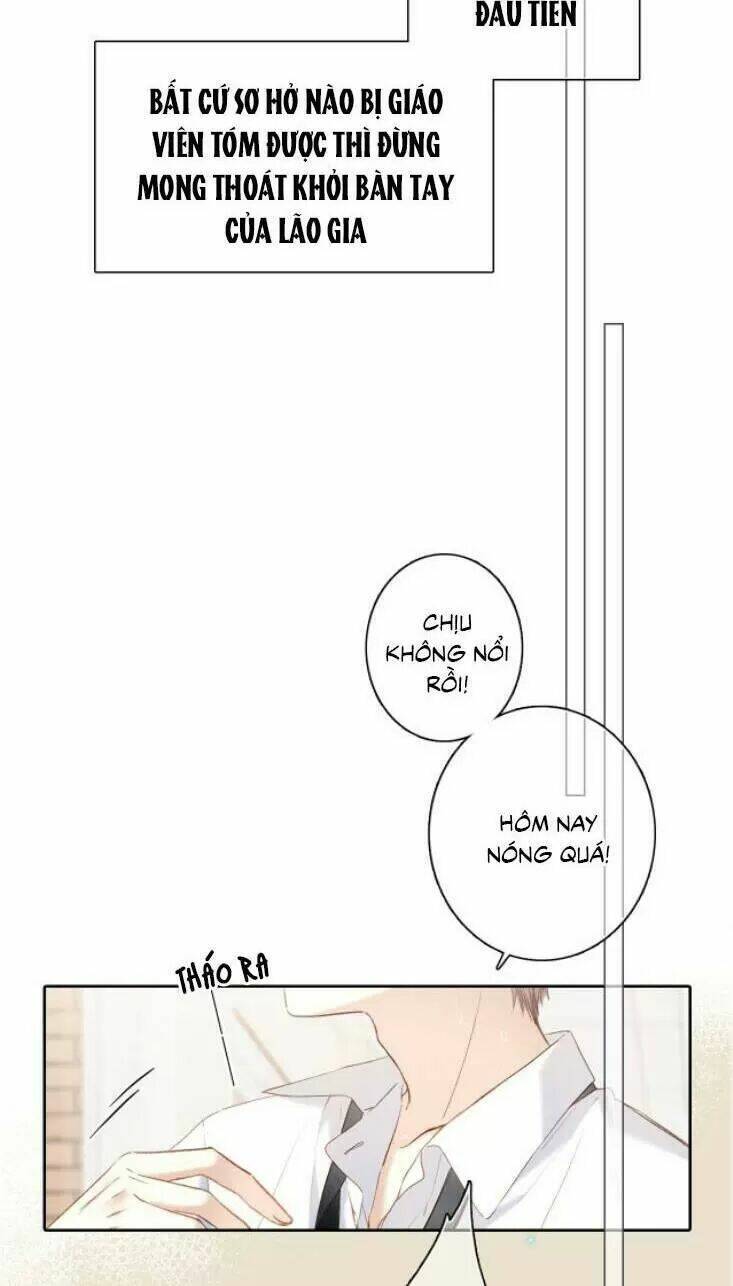 ĐẦU TIÊN
BẤT CỨ SƠ HỞ NÀO BỊ GIÁO
VIÊN TÓM ĐƯỢC THÌ ĐỪNG
MONG THOÁT KHỎI BÀN TAY
CỦA LÃO GIA
CHỊU
KHÔNG NỔI
RỒI!
HÔM NAY
NÓNG QUÁ!
THÁO RA